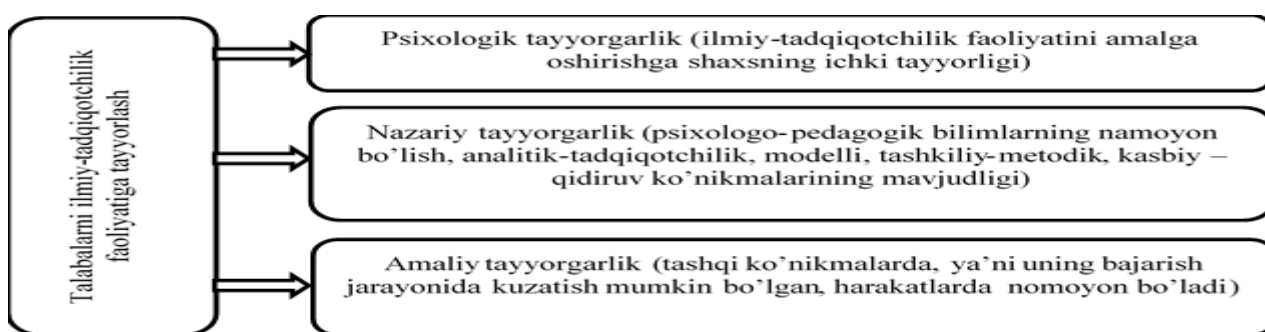 Talabalarni ilmiy-tadqiqotchilik
faoliyatiga tayyorlash
Psixologik tayyorgarlik (ilmiy-tadqiqotchilik faoliyatini amalga
oshirishga shaxsning ichki tayyorligi)
Nazariy tayyorgarlik (psixologo-pedagogik bilimlarning namoyon
bo’lish, analitik-tadqiqotchilik, modelli, tashkiliy-metodik, kasbiy –
qidiruv ko’nikmalarining mavjudligi)
Amaliy tayyorgarlik (tashqi ko’nikmalarda, ya’ni uning bajarish
jarayonida kuzatish mumkin bo’lgan, harakatlarda nomoyon bo’ladi)